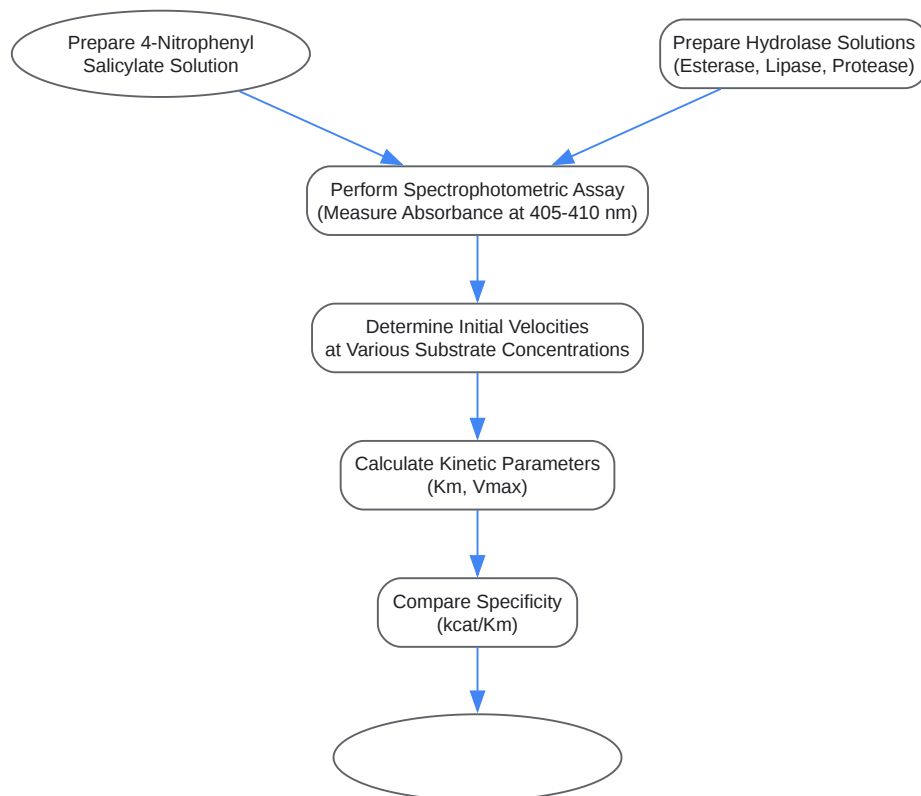 Prepare 4-Nitrophenyl
Salicylate Solution
Prepare Hydrolase Solutions
(Esterase, Lipase, Protease)
Perform Spectrophotometric Assay
(Measure Absorbance at 405-410 nm)
Determine Initial Velocities
at Various Substrate Concentrations
Calculate Kinetic Parameters
(Km, Vmax)
Compare Specificity
(kcat/Km)